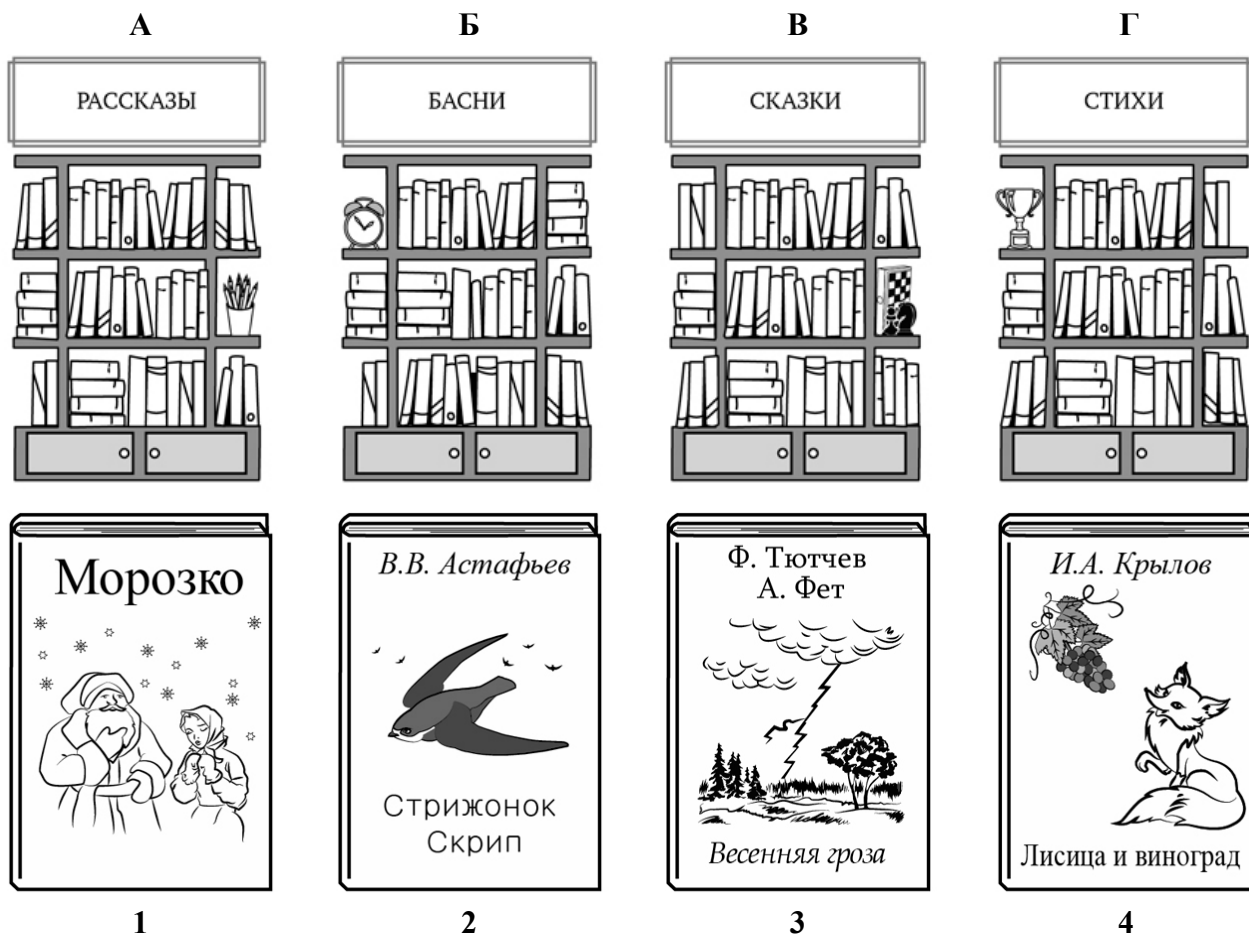 А Б В Г
РАССКАЗЫ БАСНИ СКАЗКИ СТИХИ
Морозко
В.В. Астафьев
Стрижонок
Скрип
Ф. Тютчев
А. Фет
Весенняя гроза
И.А. Крылов
Лисица и виноград
1 2 3 4